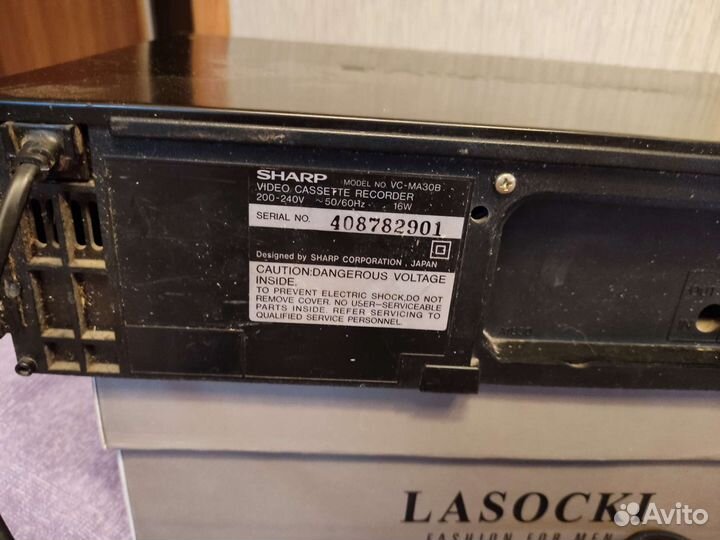 SHARP MODEL NO. VC-MA30B
VIDEO CASSETTE RECORDER
200-240V ~50/60Hz 16W
SERIAL NO. 408782901
Designed by SHARP CORPORATION, JAPAN
CAUTION:DANGEROUS VOLTAGE
INSIDE.
TO PREVENT ELECTRIC SHOCK,DO NOT
REMOVE COVER. NO USER-SERVICEABLE
PARTS INSIDE. REFER SERVICING TO
QUALIFIED SERVICE PERSONNEL.
IN
LASOCKI
FASHION FOR MEN
Avito